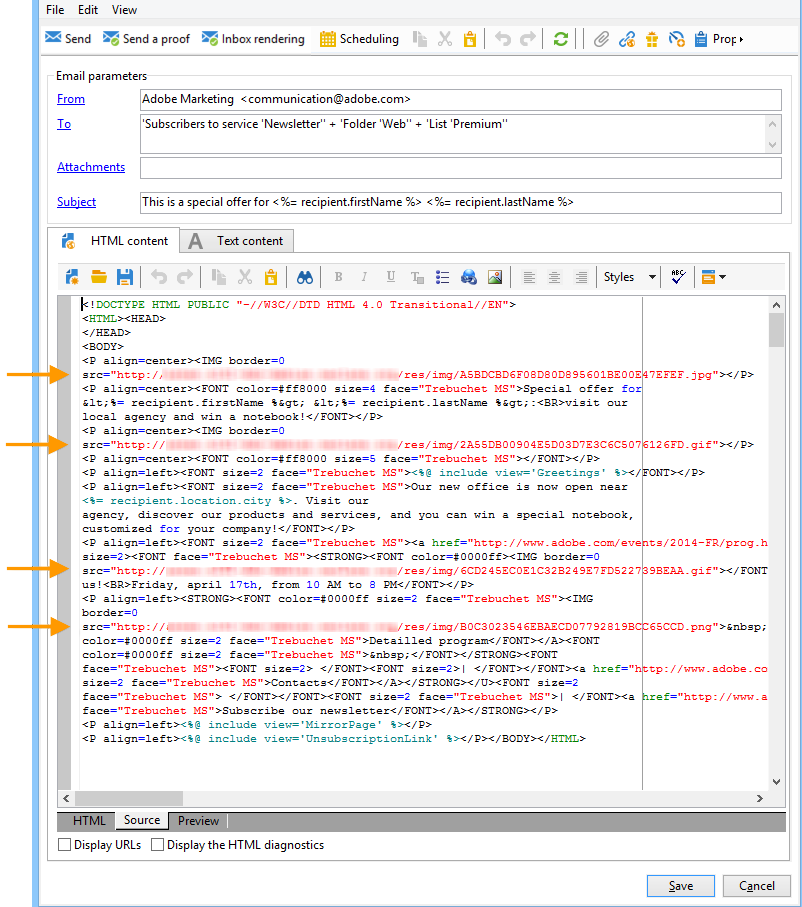 File Edit View
Send Send a proof Inbox rendering Scheduling Prop
Email parameters
From Adobe Marketing <communication@adobe.com>
To 'Subscribers to service 'Newsletter'' + 'Folder 'Web'' + 'List 'Premium''
Attachments
Subject This is a special offer for <%= recipient.firstName %> <%= recipient.lastName %>
HTML content A Text content
B I U T Styles ABC
<!DOCTYPE HTML PUBLIC "-//W3C//DTD HTML 4.0 Transitional//EN">
<HTML><HEAD>
</HEAD>
<BODY>
<P align=center><IMG border=0
src="http:/ /res/img/A5BDCBD6F08D80D895601BE00E47EFEF.jpg"></P>
<P align=center><FONT color=#ff8000 size=4 face="Trebuchet MS">Special offer for
&lt;%= recipient.firstName %&gt; &lt;%= recipient.lastName %&gt;:<BR>visit our
local agency and win a notebook!</FONT></P>
<P align=center><IMG border=0
src="http:// /res/img/2A55DB00904E5D03D7E3C6C5076126FD.gif"></P>
<P align=center><FONT color=#ff8000 size=5 face="Trebuchet MS"></FONT></P>
<P align=left><FONT size=2 face="Trebuchet MS"><%@ include view='Greetings' %></FONT></P>
<P align=left><FONT size=2 face="Trebuchet MS">Our new office is now open near
<%= recipient.location.city %>. Visit our
agency, discover our products and services, and you can win a special notebook,
customized for your company!</FONT></P>
<P align=left><FONT size=2 face="Trebuchet MS"><a href="http://www.adobe.com/events/2014-FR/prog.h
size=2><FONT face="Trebuchet MS"><STRONG><FONT color=#0000ff><IMG border=0
src="http:// /res/img/6CD245EC0E1C32B249E7FD522739BEAA.gif"></FONT
us!<BR>Friday, april 17th, from 10 AM to 8 PM</FONT></P>
<P align=left><STRONG><FONT color=#0000ff size=2 face="Trebuchet MS"><IMG
border=0
src="http:// /res/img/B0C3023546EBAECD07792819BCC65CCD.png">&nbsp;
color=#0000ff size=2 face="Trebuchet MS">Detailled program</FONT></A><FONT
color=#0000ff size=2 face="Trebuchet MS">&nbsp;</FONT></STRONG><FONT
face="Trebuchet MS"><FONT size=2> </FONT><FONT size=2>| </FONT></FONT><a href="http://www.adobe.co
size=2 face="Trebuchet MS">Contacts</FONT></A></STRONG></U><FONT size=2
face="Trebuchet MS"> </FONT></FONT><FONT size=2 face="Trebuchet MS">| </FONT><a href="http://www.a
face="Trebuchet MS">Subscribe our newsletter</FONT></A></STRONG></P>
<P align=left><%@ include view='MirrorPage' %></P>
<P align=left><%@ include view='UnsubscriptionLink' %></P></BODY></HTML>
HTML Source Preview
Display URLs Display the HTML diagnostics
Save Cancel